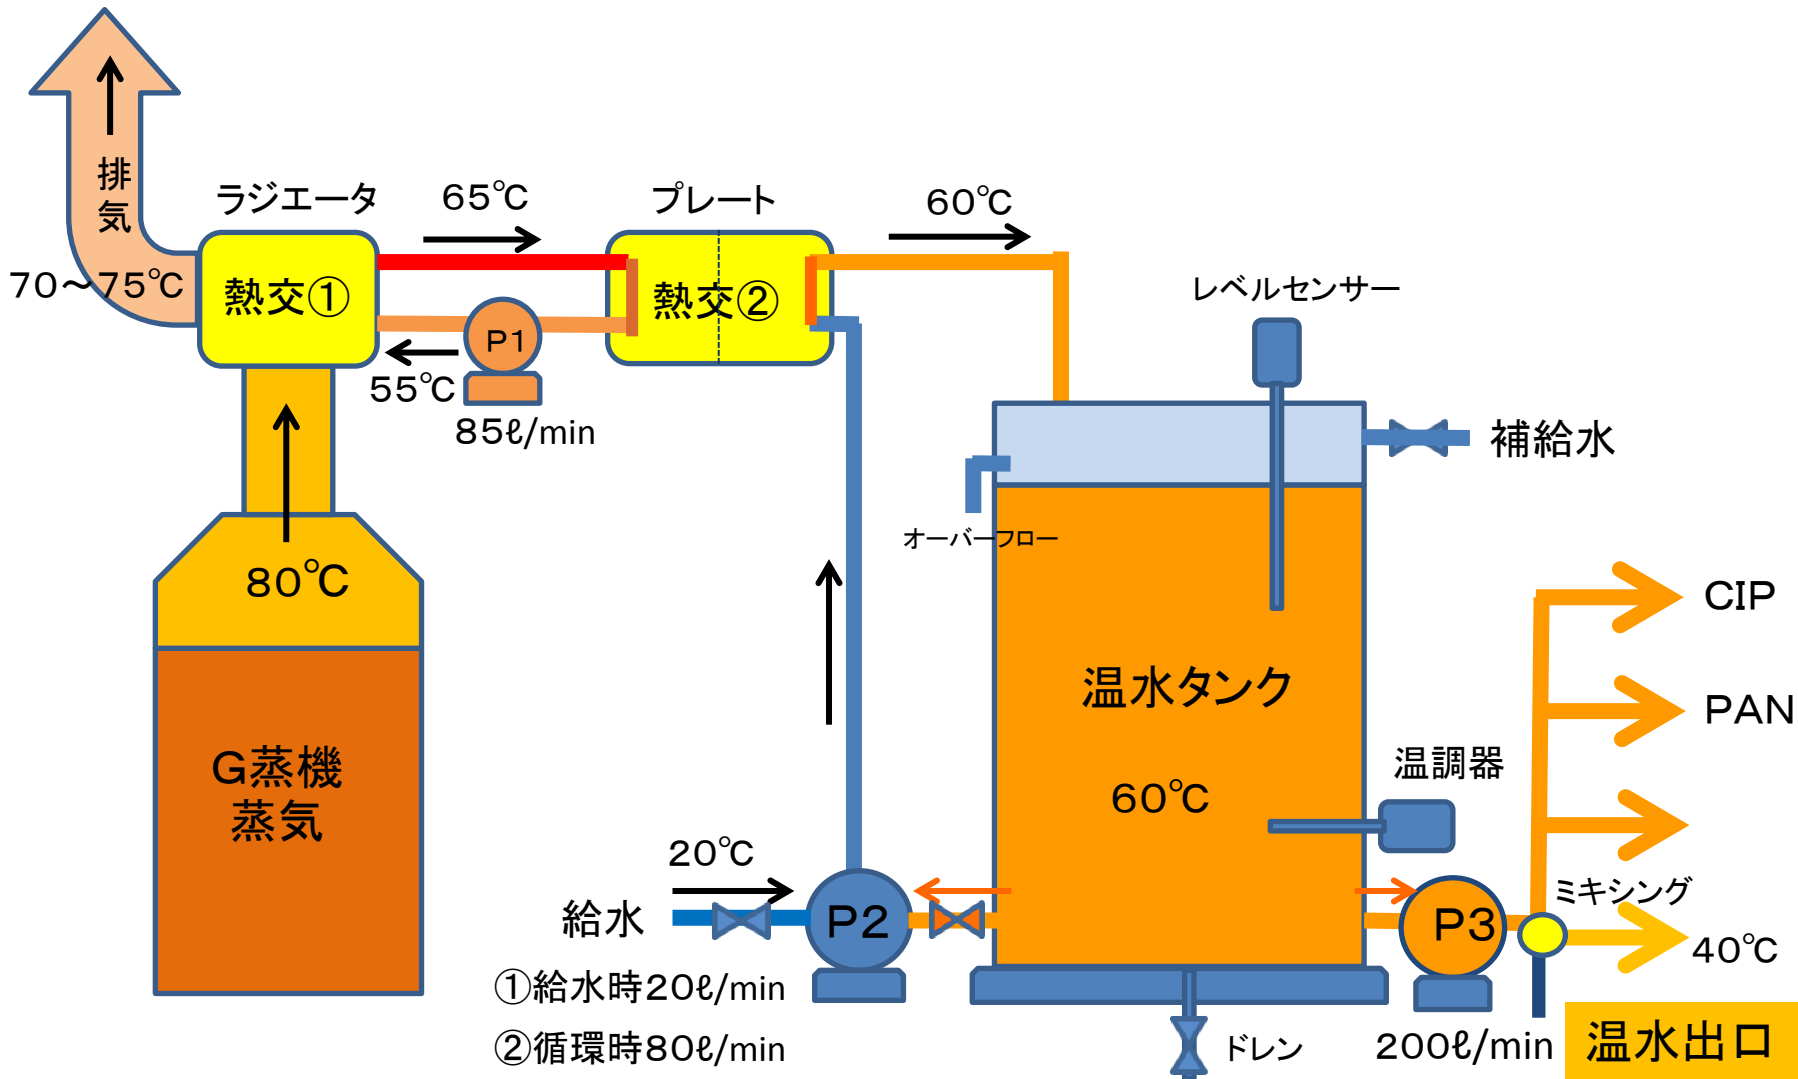 排
気
70～75℃
ラジエータ
熱交①
65℃
55℃
P1
85ℓ/min
プレート
熱交②
60℃
80℃
G蒸機
蒸気
レベルセンサー
補給水
オーバーフロー
温水タンク
60℃
温調器
20℃
給水
P2
①給水時20ℓ/min
②循環時80ℓ/min
ドレン
P3
200ℓ/min
CIP
PAN
ミキシング
40℃
温水出口